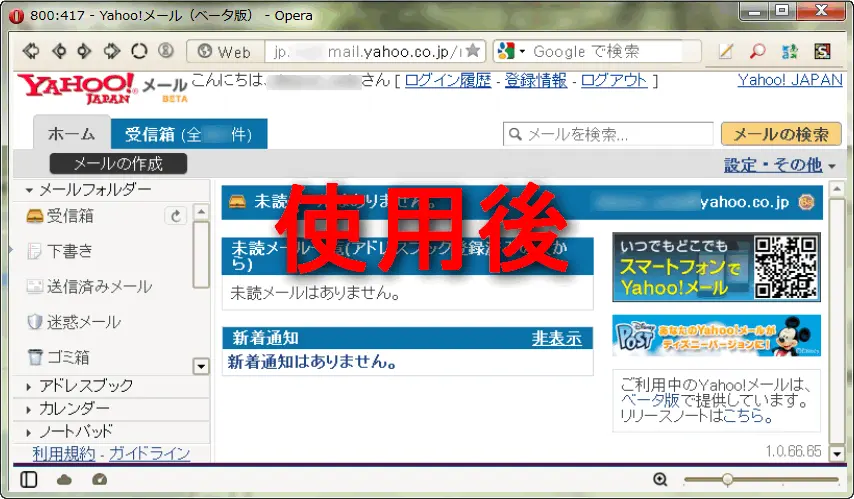 800:417 - Yahoo!メール（ベータ版） - Opera
Web jp. mail.yahoo.co.jp/ Google で検索
YAHOO! JAPAN メール BETA
こんにちは、 さん [ ログイン履歴 - 登録情報 - ログアウト ] Yahoo! JAPAN
ホーム 受信箱 (全 件) メールを検索... メールの検索
メールの作成 設定・その他
メールフォルダー
受信箱
下書き
送信済みメール
迷惑メール
ゴミ箱
アドレスブック
カレンダー
ノートパッド
利用規約 - ガイドライン
使用後
未読 はありません。 yahoo.co.jp
未読メール (アドレスブック登録済 か
ら)
未読メールはありません。
新着通知 非表示
新着通知はありません。
いつでもどこでも
スマートフォンで
Yahoo!メール
Disney POST
あなたのYahoo!メールが
ディズニーバージョンに!
ご利用中のYahoo!メールは、
ベータ版で提供しています。
リリースノートはこちら。
1.0.66.65